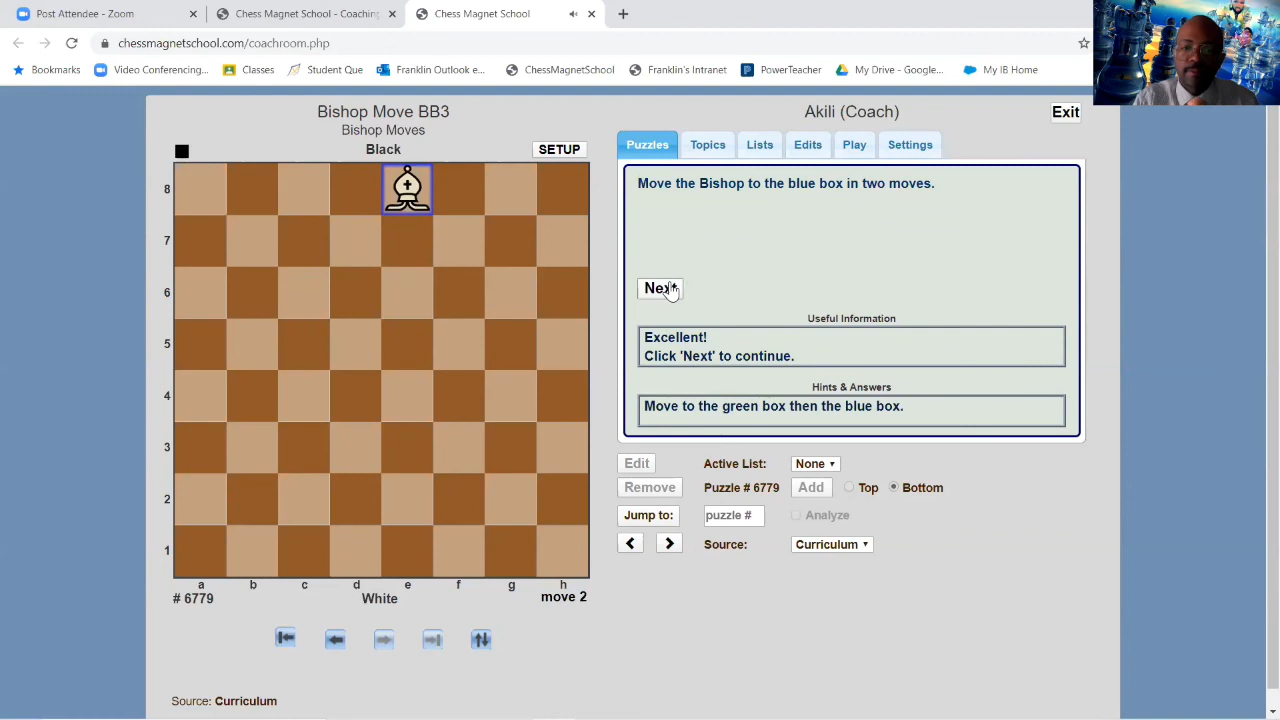 Post Attendee - Zoom
Chess Magnet School - Coaching
Chess Magnet School
chessmagnetschool.com/coachroom.php
Bookmarks
Video Conferencing...
Classes
Student Que
Franklin Outlook e...
ChessMagnetSchool
Franklin's Intranet
PowerTeacher
My Drive - Google...
My IB Home
Bishop Move BB3
Bishop Moves
Black
SETUP
8
7
6
5
4
3
2
1
a b c d e f g h
# 6779
White
move 2
Source: Curriculum
Akili (Coach)
Exit
Puzzles
Topics
Lists
Edits
Play
Settings
Move the Bishop to the blue box in two moves.
Next
Useful Information
Excellent!
Click 'Next' to continue.
Hints & Answers
Move to the green box then the blue box.
Edit
Active List:
None
Remove
Puzzle # 6779
Add
Top
Bottom
Jump to:
puzzle #
Analyze
Source:
Curriculum